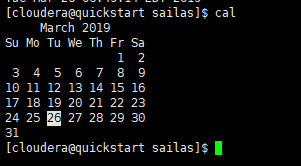 [cloudera@quickstart sailas]$ cal
     March 2019
Su Mo Tu We Th Fr Sa
                1  2
 3  4  5  6  7  8  9
10 11 12 13 14 15 16
17 18 19 20 21 22 23
24 25 26 27 28 29 30
31
[cloudera@quickstart sailas]$